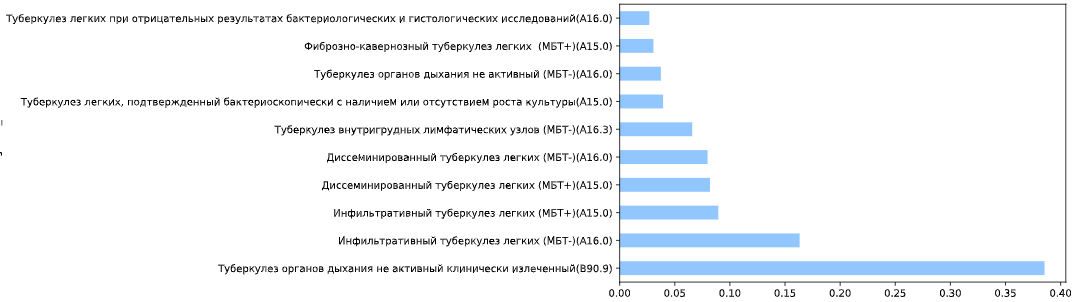 Туберкулез легких при отрицательных результатах бактериологических и гистологических исследований(A16.0)
Фиброзно-кавернозный туберкулез легких  (МБТ+)(A15.0)
Туберкулез органов дыхания не активный (МБТ-)(A16.0)
Туберкулез легких, подтвержденный бактериоскопически с наличием или отсутствием роста культуры(A15.0)
Туберкулез внутригрудных лимфатических узлов (МБТ-)(A16.3)
Диссеминированный туберкулез легких (МБТ-)(A16.0)
Диссеминированный туберкулез легких (МБТ+)(A15.0)
Инфильтративный туберкулез легких (МБТ+)(A15.0)
Инфильтративный туберкулез легких (МБТ-)(A16.0)
Туберкулез органов дыхания не активный клинически излеченный(B90.9)
0.00 0.05 0.10 0.15 0.20 0.25 0.30 0.35 0.40